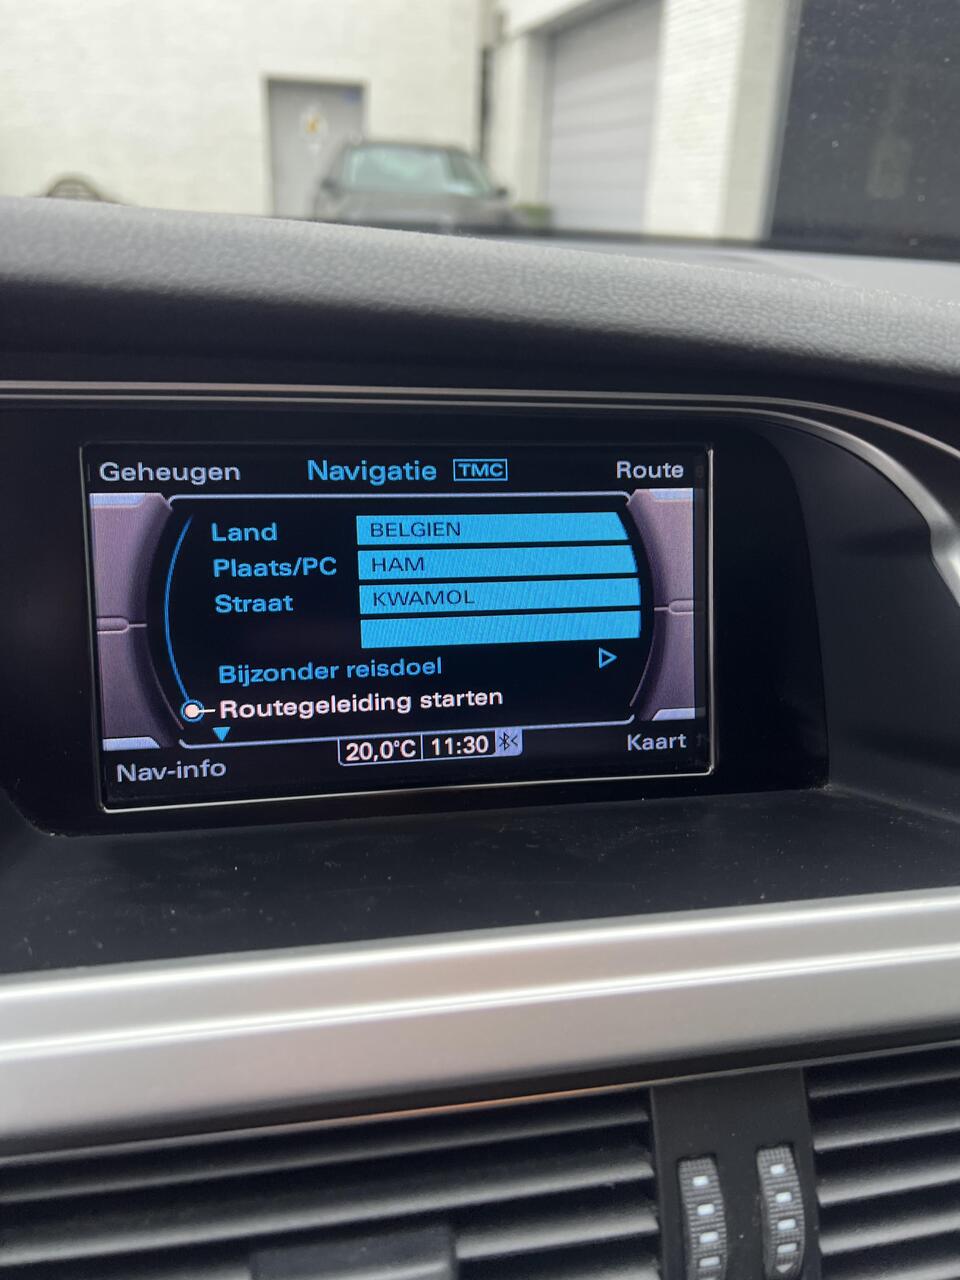 Geheugen Navigatie TMC Route
Land BELGIEN
Plaats/PC HAM
Straat KWAMOL
Bijzonder reisdoel
Routegeleiding starten
20,0°C 11:30
Nav-info Kaart